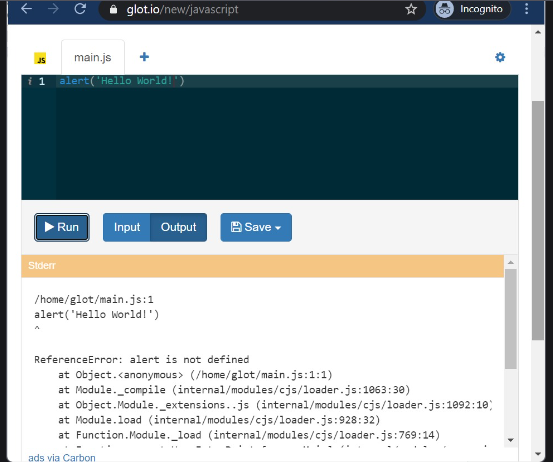 glot.io/new/javascript
Incognito
JS
main.js
i 1 alert('Hello World!')
Run
Input
Output
Save
Stderr
/home/glot/main.js:1
alert('Hello World!')
^
ReferenceError: alert is not defined
at Object.<anonymous> (/home/glot/main.js:1:1)
at Module._compile (internal/modules/cjs/loader.js:1063:30)
at Object.Module._extensions..js (internal/modules/cjs/loader.js:1092:10)
at Module.load (internal/modules/cjs/loader.js:928:32)
at Function.Module._load (internal/modules/cjs/loader.js:769:14)
ads via Carbon